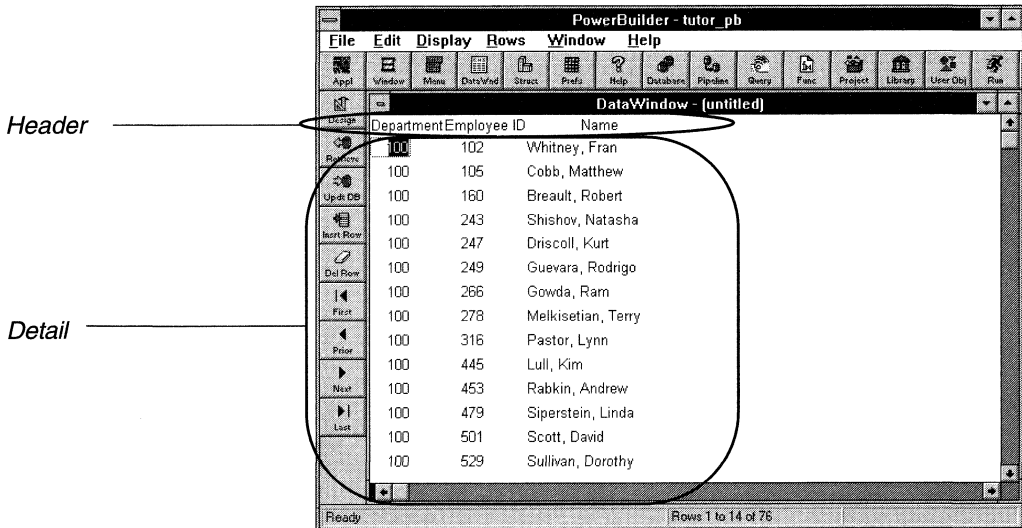 PowerBuilder - tutor_pb
File Edit Display Rows Window Help
Appl Window Menu DataWnd Struct Prefs Help Database Pipeline Query Func Project Library User Obj Run
Design
DataWindow - (untitled)
Header
Department Employee ID Name
Retrieve
100 102 Whitney, Fran
100 105 Cobb, Matthew
Updt DB
100 160 Breault, Robert
Insrt Row
100 243 Shishov, Natasha
100 247 Driscoll, Kurt
Del Row
100 249 Guevara, Rodrigo
100 266 Gowda, Ram
First
100 278 Melkisetian, Terry
Detail
Prior
100 316 Pastor, Lynn
100 445 Lull, Kim
Next
100 453 Rabkin, Andrew
100 479 Siperstein, Linda
Last
100 501 Scott, David
100 529 Sullivan, Dorothy
Ready
Rows 1 to 14 of 76